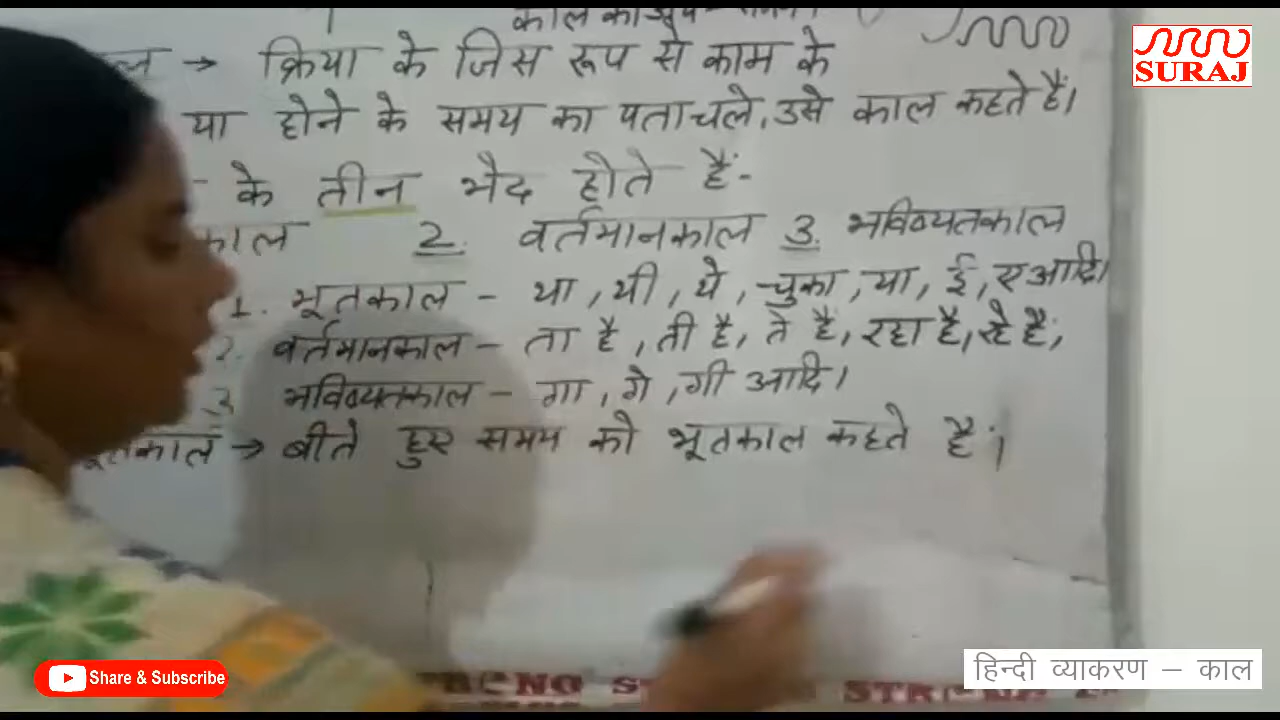 काल का
SURAJ
ल → क्रिया के जिस रूप से काम के
या होने के समय का पता चले, उसे काल कहते हैं।
के तीन भेद होते हैं-
काल 2. वर्तमानकाल 3. भविष्यतकाल
1. भूतकाल - था, थी, थे, चुका, या, ई, ए आदि।
2. वर्तमानकाल - ता है, ती है, ते हैं, रहा है, रहे हैं,
3 भविष्यतकाल - गा, गे, गी आदि।
भूतकाल → बीते हुए समय को भूतकाल कहते हैं।
Share & Subscribe
हिन्दी व्याकरण – काल